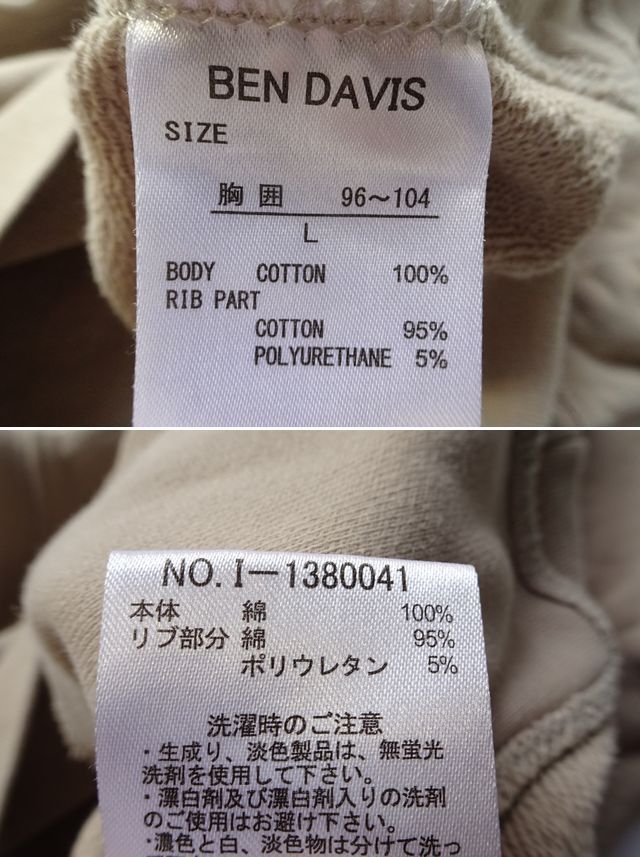 BEN DAVIS
SIZE
胸囲 96～104
L
BODY COTTON 100%
RIB PART
COTTON 95%
POLYURETHANE 5%
NO.I－1380041
本体 綿 100%
リブ部分 綿 95%
ポリウレタン 5%
洗濯時のご注意
・生成り、淡色製品は、無蛍光
洗剤を使用して下さい。
・漂白剤及び漂白剤入りの洗剤
のご使用はお避け下さい。
・濃色と白、淡色物は分けて洗っ